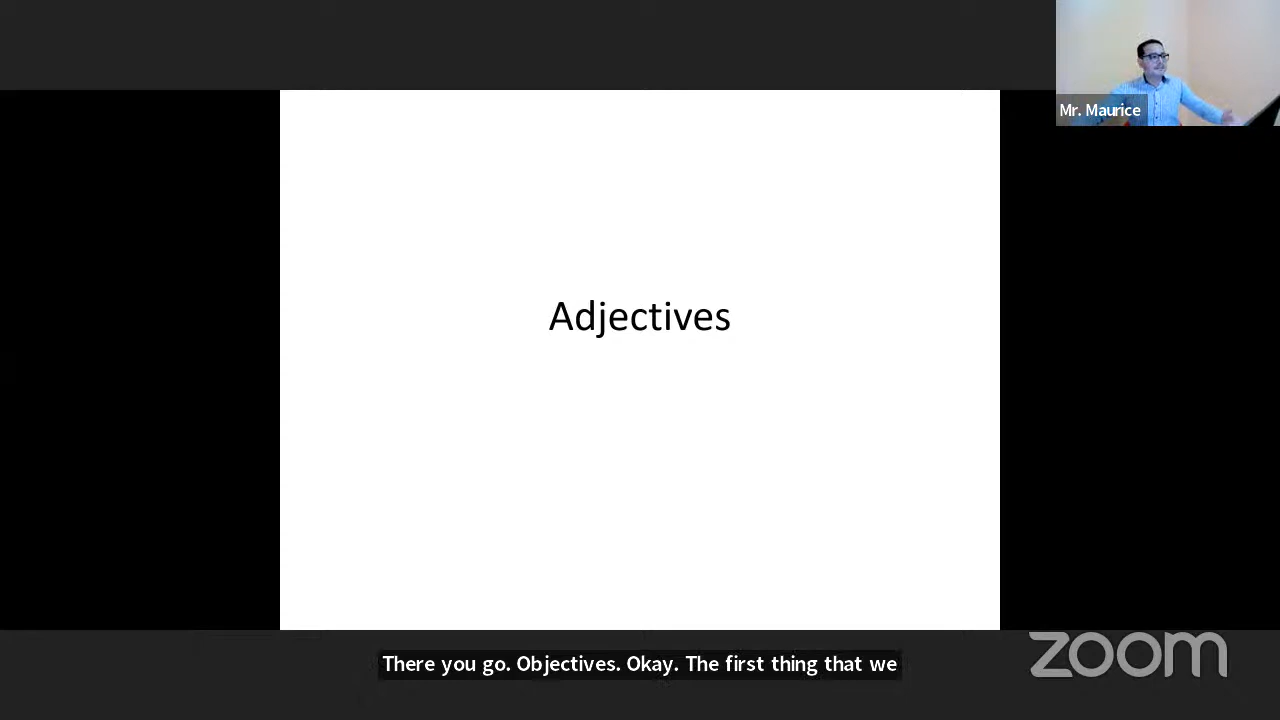 Mr. Maurice
Adjectives
There you go. Objectives. Okay. The first thing that we
zoom